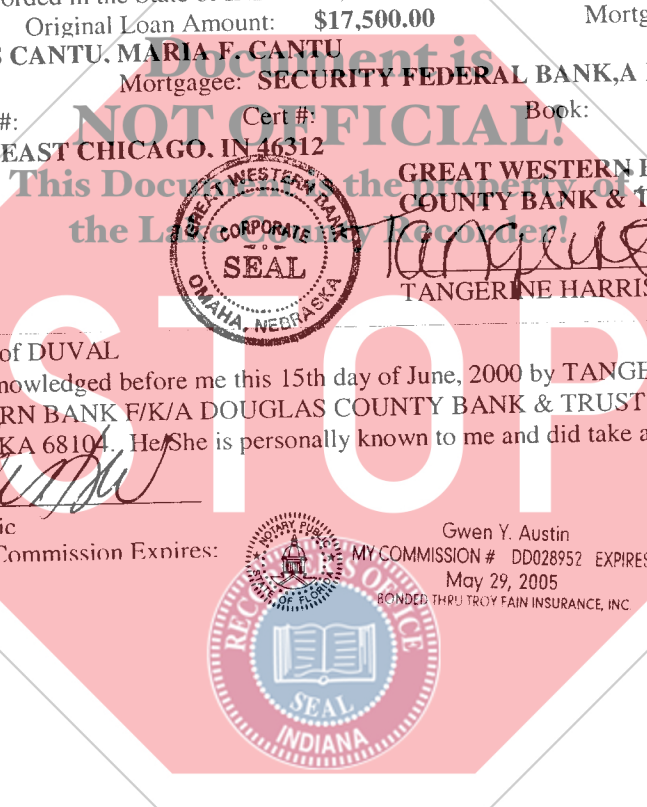 Original Loan Amount: $17,500.00 Mortg
S CANTU, MARIA F. CANTU
Document is
Mortgagee: SECURITY FEDERAL BANK,A
#: Cert #: Book:
NOT OFFICIAL!
EAST CHICAGO, IN 46312
GREAT WESTERN
This Document is the property of
COUNTY BANK & T
the Lake County Recorder!
GREAT WESTERN BANK
CORPORATE
SEAL
OMAHA, NEBRASKA
Tangerine
TANGERINE HARRIS
STOP
of DUVAL
nowledged before me this 15th day of June, 2000 by TANGE
RN BANK F/K/A DOUGLAS COUNTY BANK & TRUST
KA 68104. He/She is personally known to me and did take a
ic
Commission Expires:
NOTARY PUBLIC
STATE OF FLORIDA
Gwen Y. Austin
MY COMMISSION # DD028952 EXPIRES
May 29, 2005
BONDED THRU TROY FAIN INSURANCE, INC
RECORDER'S OFFICE
SEAL
INDIANA